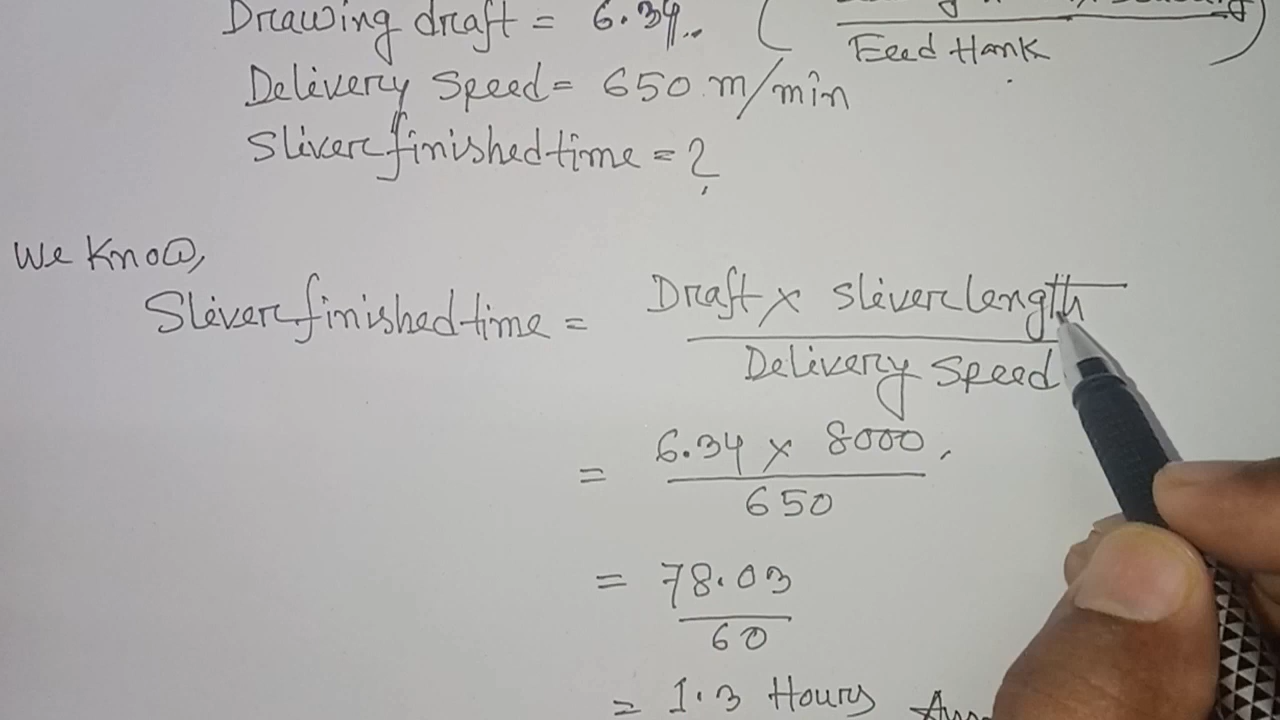 Drawing draft = 6.34.. (
Feed Hank )
Delivery Speed = 650 m/min
Sliver finished time = ?
We Know,
Sliver finished time = Draft x Sliver length
Delivery Speed
= 6.34 x 8000
650
= 78.03
60
= 1.3 Hours